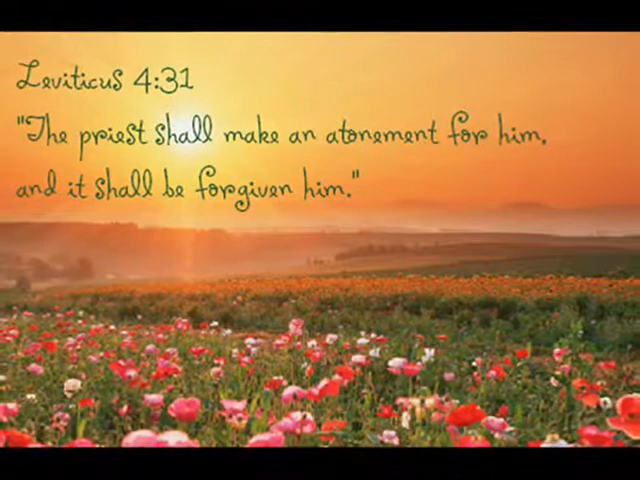 Leviticus 4:31
"The priest shall make an atonement for him,
and it shall be forgiven him."